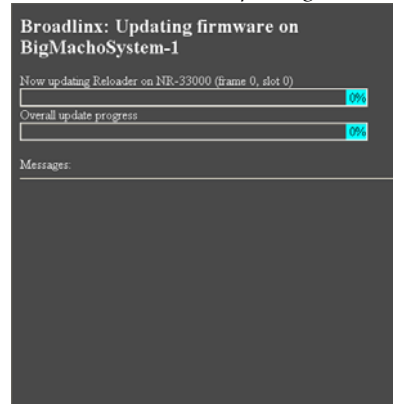 Broadlinx: Updating firmware on
BigMachoSystem-1
Now updating Reloader on NR-33000 (frame 0, slot 0)
0%
Overall update progress
0%
Messages: